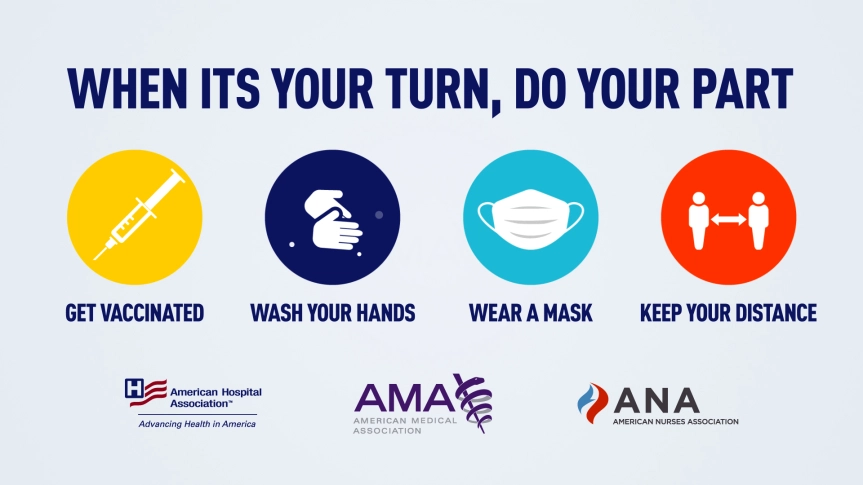 WHEN ITS YOUR TURN, DO YOUR PART
GET VACCINATED
WASH YOUR HANDS
WEAR A MASK
KEEP YOUR DISTANCE
H
American Hospital
Association™
Advancing Health in America
AMA
AMERICAN MEDICAL
ASSOCIATION
ANA
AMERICAN NURSES ASSOCIATION